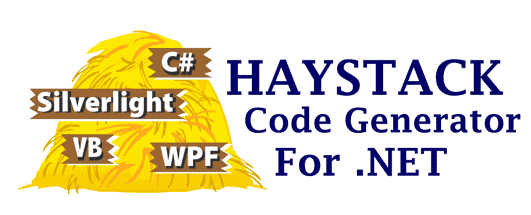 C#
Silverlight
VB
WPF
HAYSTACK
Code Generator
For .NET